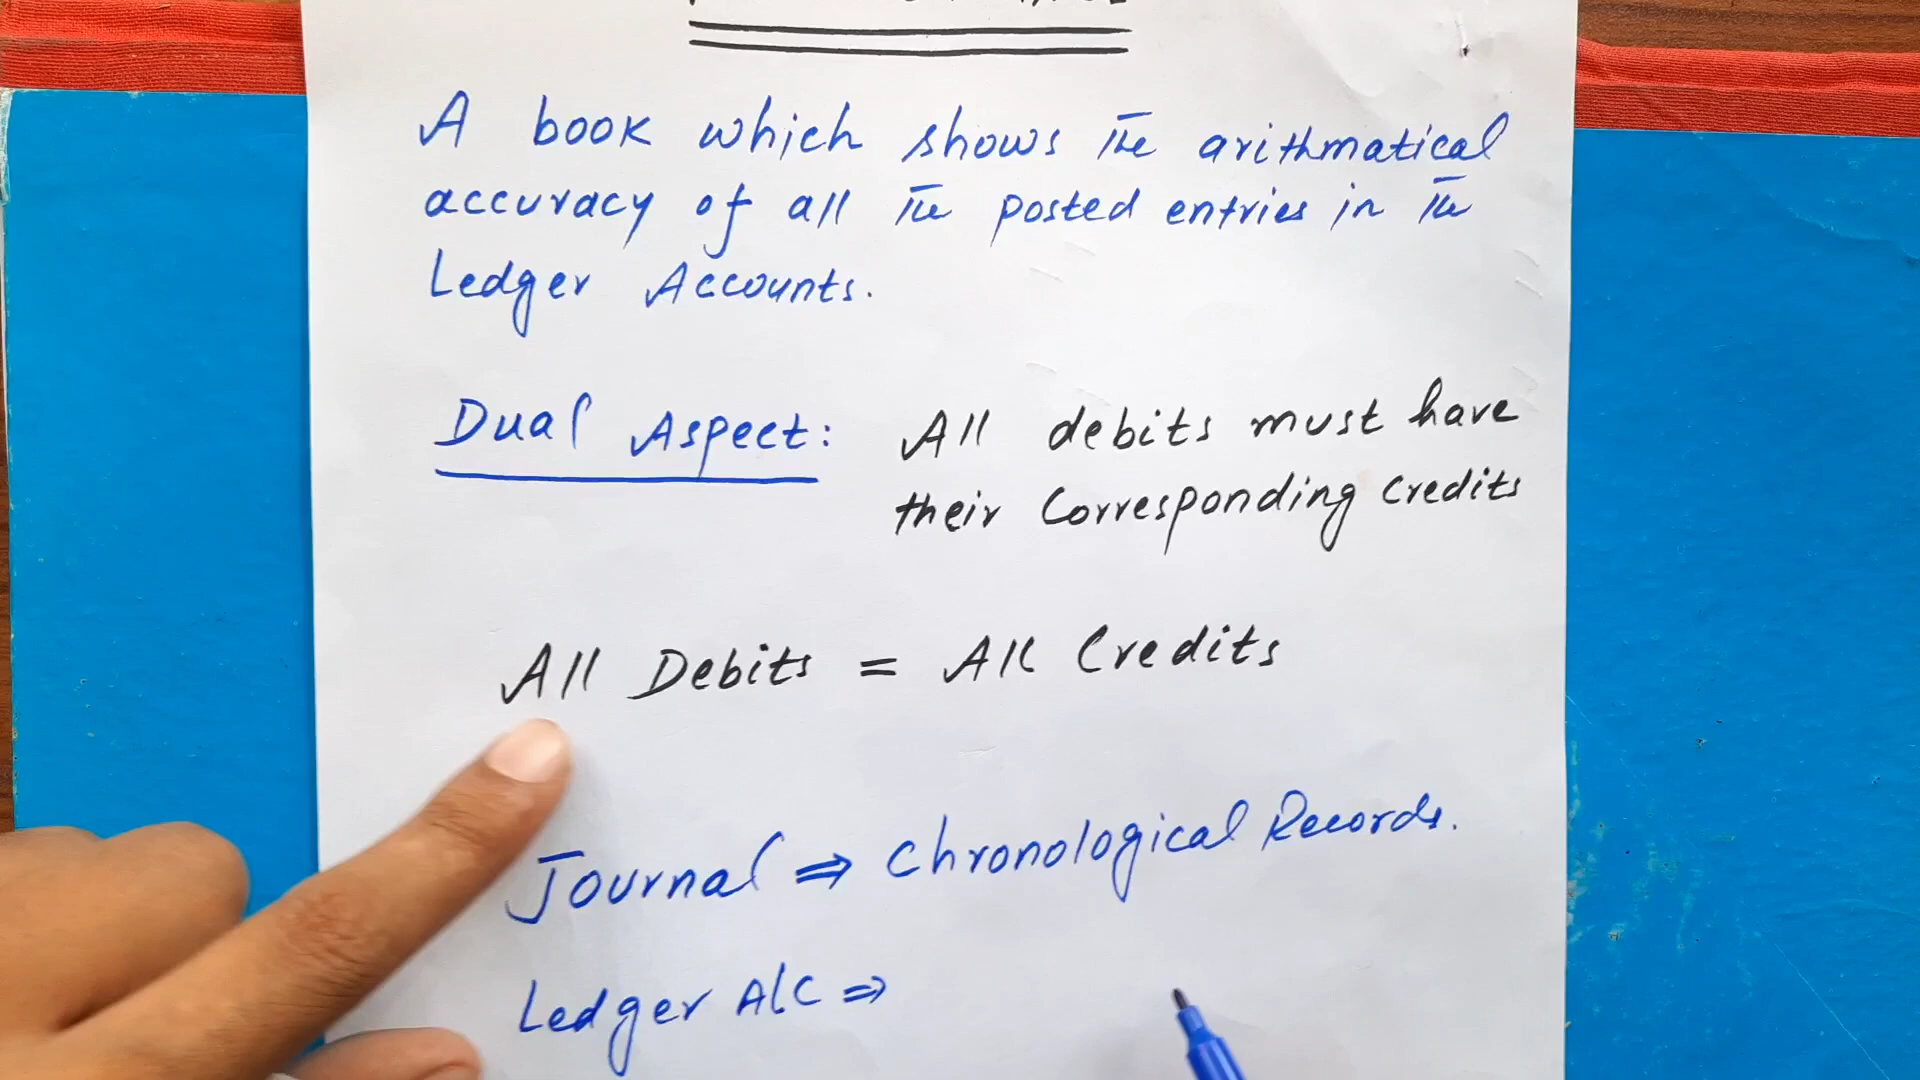 A book which shows the arithmatical
accuracy of all the posted entries in the
Ledger Accounts.
Dual Aspect: All debits must have
their Corresponding Credits
All Debits = All Credits
Journal ⇒ Chronological Records.
Ledger A/C ⇒